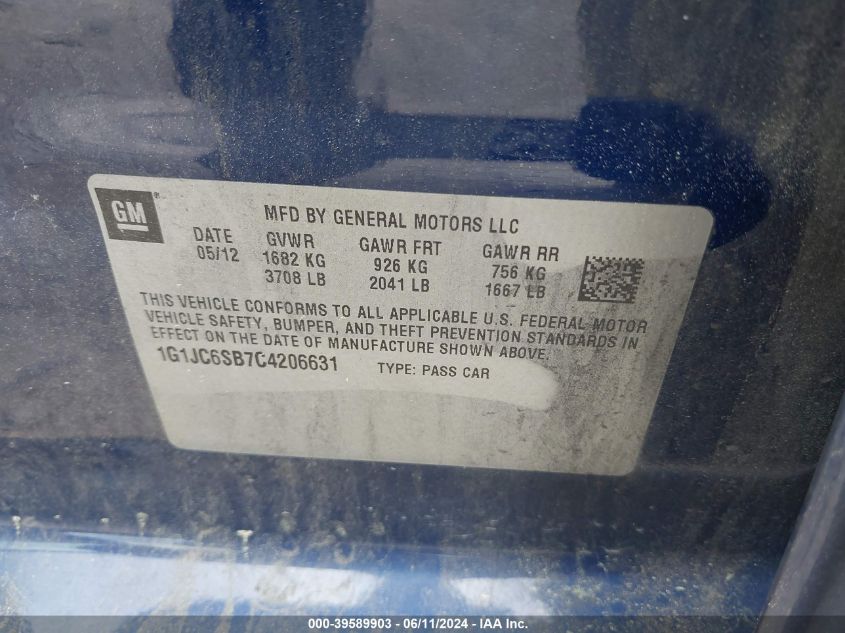 GM®
MFD BY GENERAL MOTORS LLC
DATE GVWR GAWR FRT GAWR RR
05/12 1682 KG 926 KG 756 KG
3708 LB 2041 LB 1667 LB
THIS VEHICLE CONFORMS TO ALL APPLICABLE U.S. FEDERAL MOTOR
VEHICLE SAFETY, BUMPER, AND THEFT PREVENTION STANDARDS IN
EFFECT ON THE DATE OF MANUFACTURE SHOWN ABOVE.
1G1JC6SB7C4206631 TYPE: PASS CAR
000-39589903 - 06/11/2024 - IAA Inc.